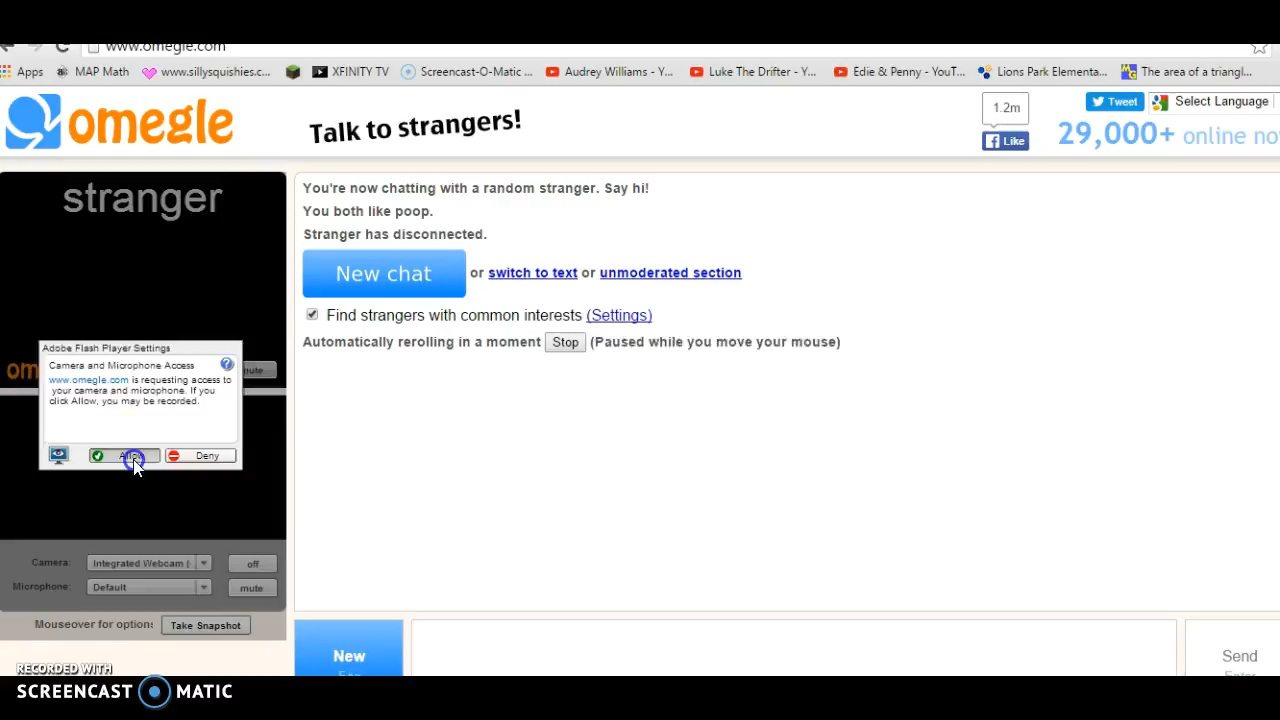 www.omegle.com
Apps MAP Math www.sillysquishies.c... XFINITY TV Screencast-O-Matic ... Audrey Williams - Y... Luke The Drifter - Y... Edie & Penny - YouT... Lions Park Elementa... The area of a triangl...
omegle
Talk to strangers!
1.2m
Like
Tweet
Select Language
29,000+ online no
stranger
You're now chatting with a random stranger. Say hi!
You both like poop.
Stranger has disconnected.
New chat or switch to text or unmoderated section
Find strangers with common interests (Settings)
Automatically rerolling in a moment Stop (Paused while you move your mouse)
Adobe Flash Player Settings
Camera and Microphone Access
www.omegle.com is requesting access to
your camera and microphone. If you
click Allow, you may be recorded.
Deny
om
mute
Camera: Integrated Webcam off
Microphone: Default mute
Mouseover for option: Take Snapshot
New
Send
RECORDED WITH
SCREENCAST MATIC